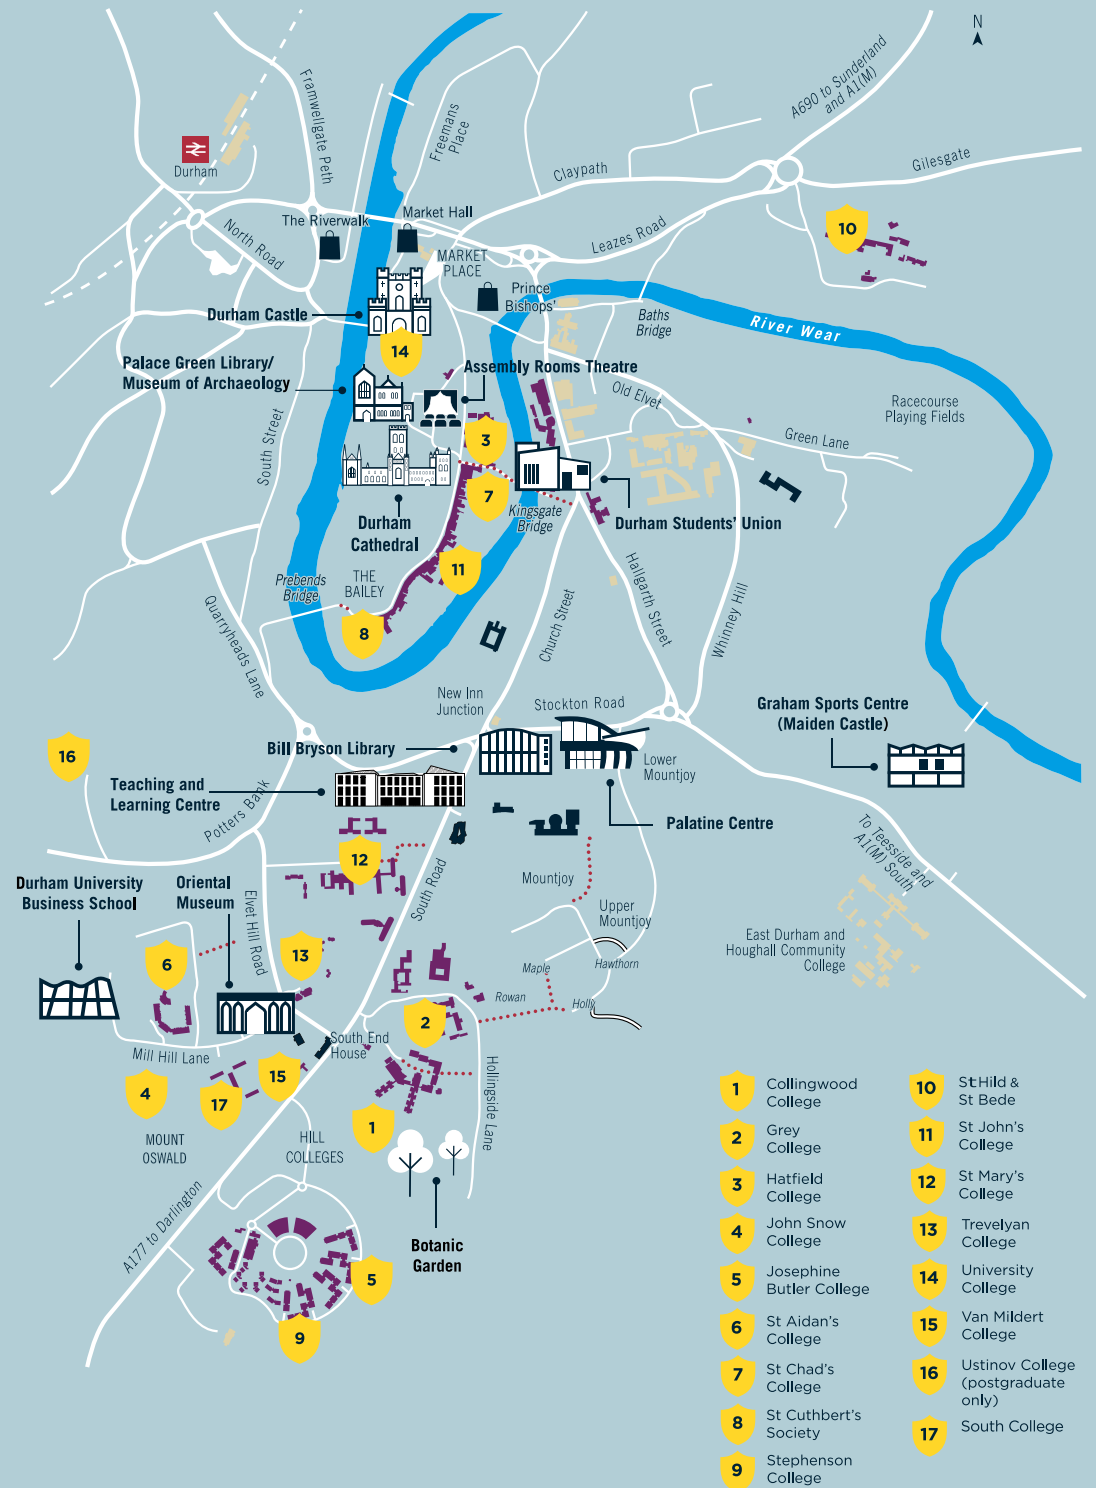 N
A690 to Sunderland
and A1(M)
Framwellgate Peth
Freemans
Place
Durham
Claypath
Gilesgate
The Riverwalk
Market Hall
North Road
Leazes Road
10
MARKET
PLACE
Prince
Bishops'
Durham Castle
Baths
Bridge
River Wear
14
Palace Green Library/
Museum of Archaeology
Assembly Rooms Theatre
Old Elvet
Racecourse
Playing Fields
South Street
3
Green Lane
7
Kingsgate
Bridge
Durham Students' Union
Durham
Cathedral
11
Prebends
Bridge
THE
BAILEY
Hallgarth Street
Quarryheads Lane
8
Church Street
Whinney Hill
New Inn
Junction
Stockton Road
Graham Sports Centre
(Maiden Castle)
16
Bill Bryson Library
Lower
Mountjoy
Teaching and
Learning Centre
Potters Bank
Palatine Centre
To Teesside and
A1(M) South
12
Durham University
Business School
Oriental
Museum
Elvet Hill Road
South Road
Mountjoy
Upper
Mountjoy
East Durham and
Houghall Community
College
6
13
Maple
Hawthorn
Rowan
Holly
2
South End
House
Mill Hill Lane
Hollingside Lane
4
17
15
1
MOUNT
OSWALD
HILL
COLLEGES
A177 to Darlington
Botanic
Garden
5
9
1
Collingwood
College
2
Grey
College
3
Hatfield
College
4
John Snow
College
5
Josephine
Butler College
6
St Aidan's
College
7
St Chad's
College
8
St Cuthbert's
Society
9
Stephenson
College
10
St Hild &
St Bede
11
St John's
College
12
St Mary's
College
13
Trevelyan
College
14
University
College
15
Van Mildert
College
16
Ustinov College
(postgraduate
only)
17
South College